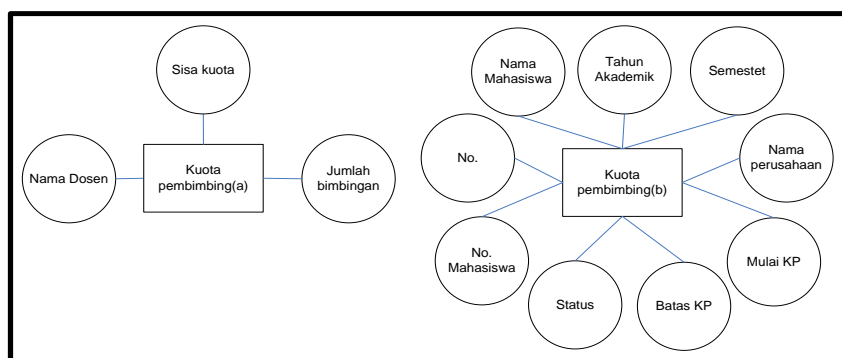 Sisa kuota
Nama Dosen
Kuota
pembimbing(a)
Jumlah
bimbingan
Nama
Mahasiswa
Tahun
Akademik
Semestet
No.
Kuota
pembimbing(b)
Nama
perusahaan
No.
Mahasiswa
Mulai KP
Status
Batas KP